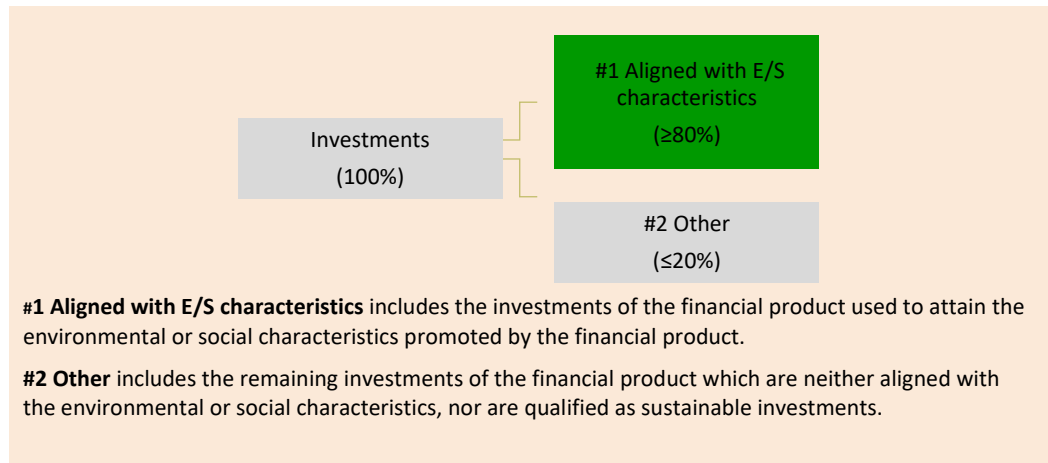 #1 Aligned with E/S
characteristics
(≥80%)
Investments
(100%)
#2 Other
(≤20%)
#1 Aligned with E/S characteristics includes the investments of the financial product used to attain the
environmental or social characteristics promoted by the financial product.
#2 Other includes the remaining investments of the financial product which are neither aligned with
the environmental or social characteristics, nor are qualified as sustainable investments.